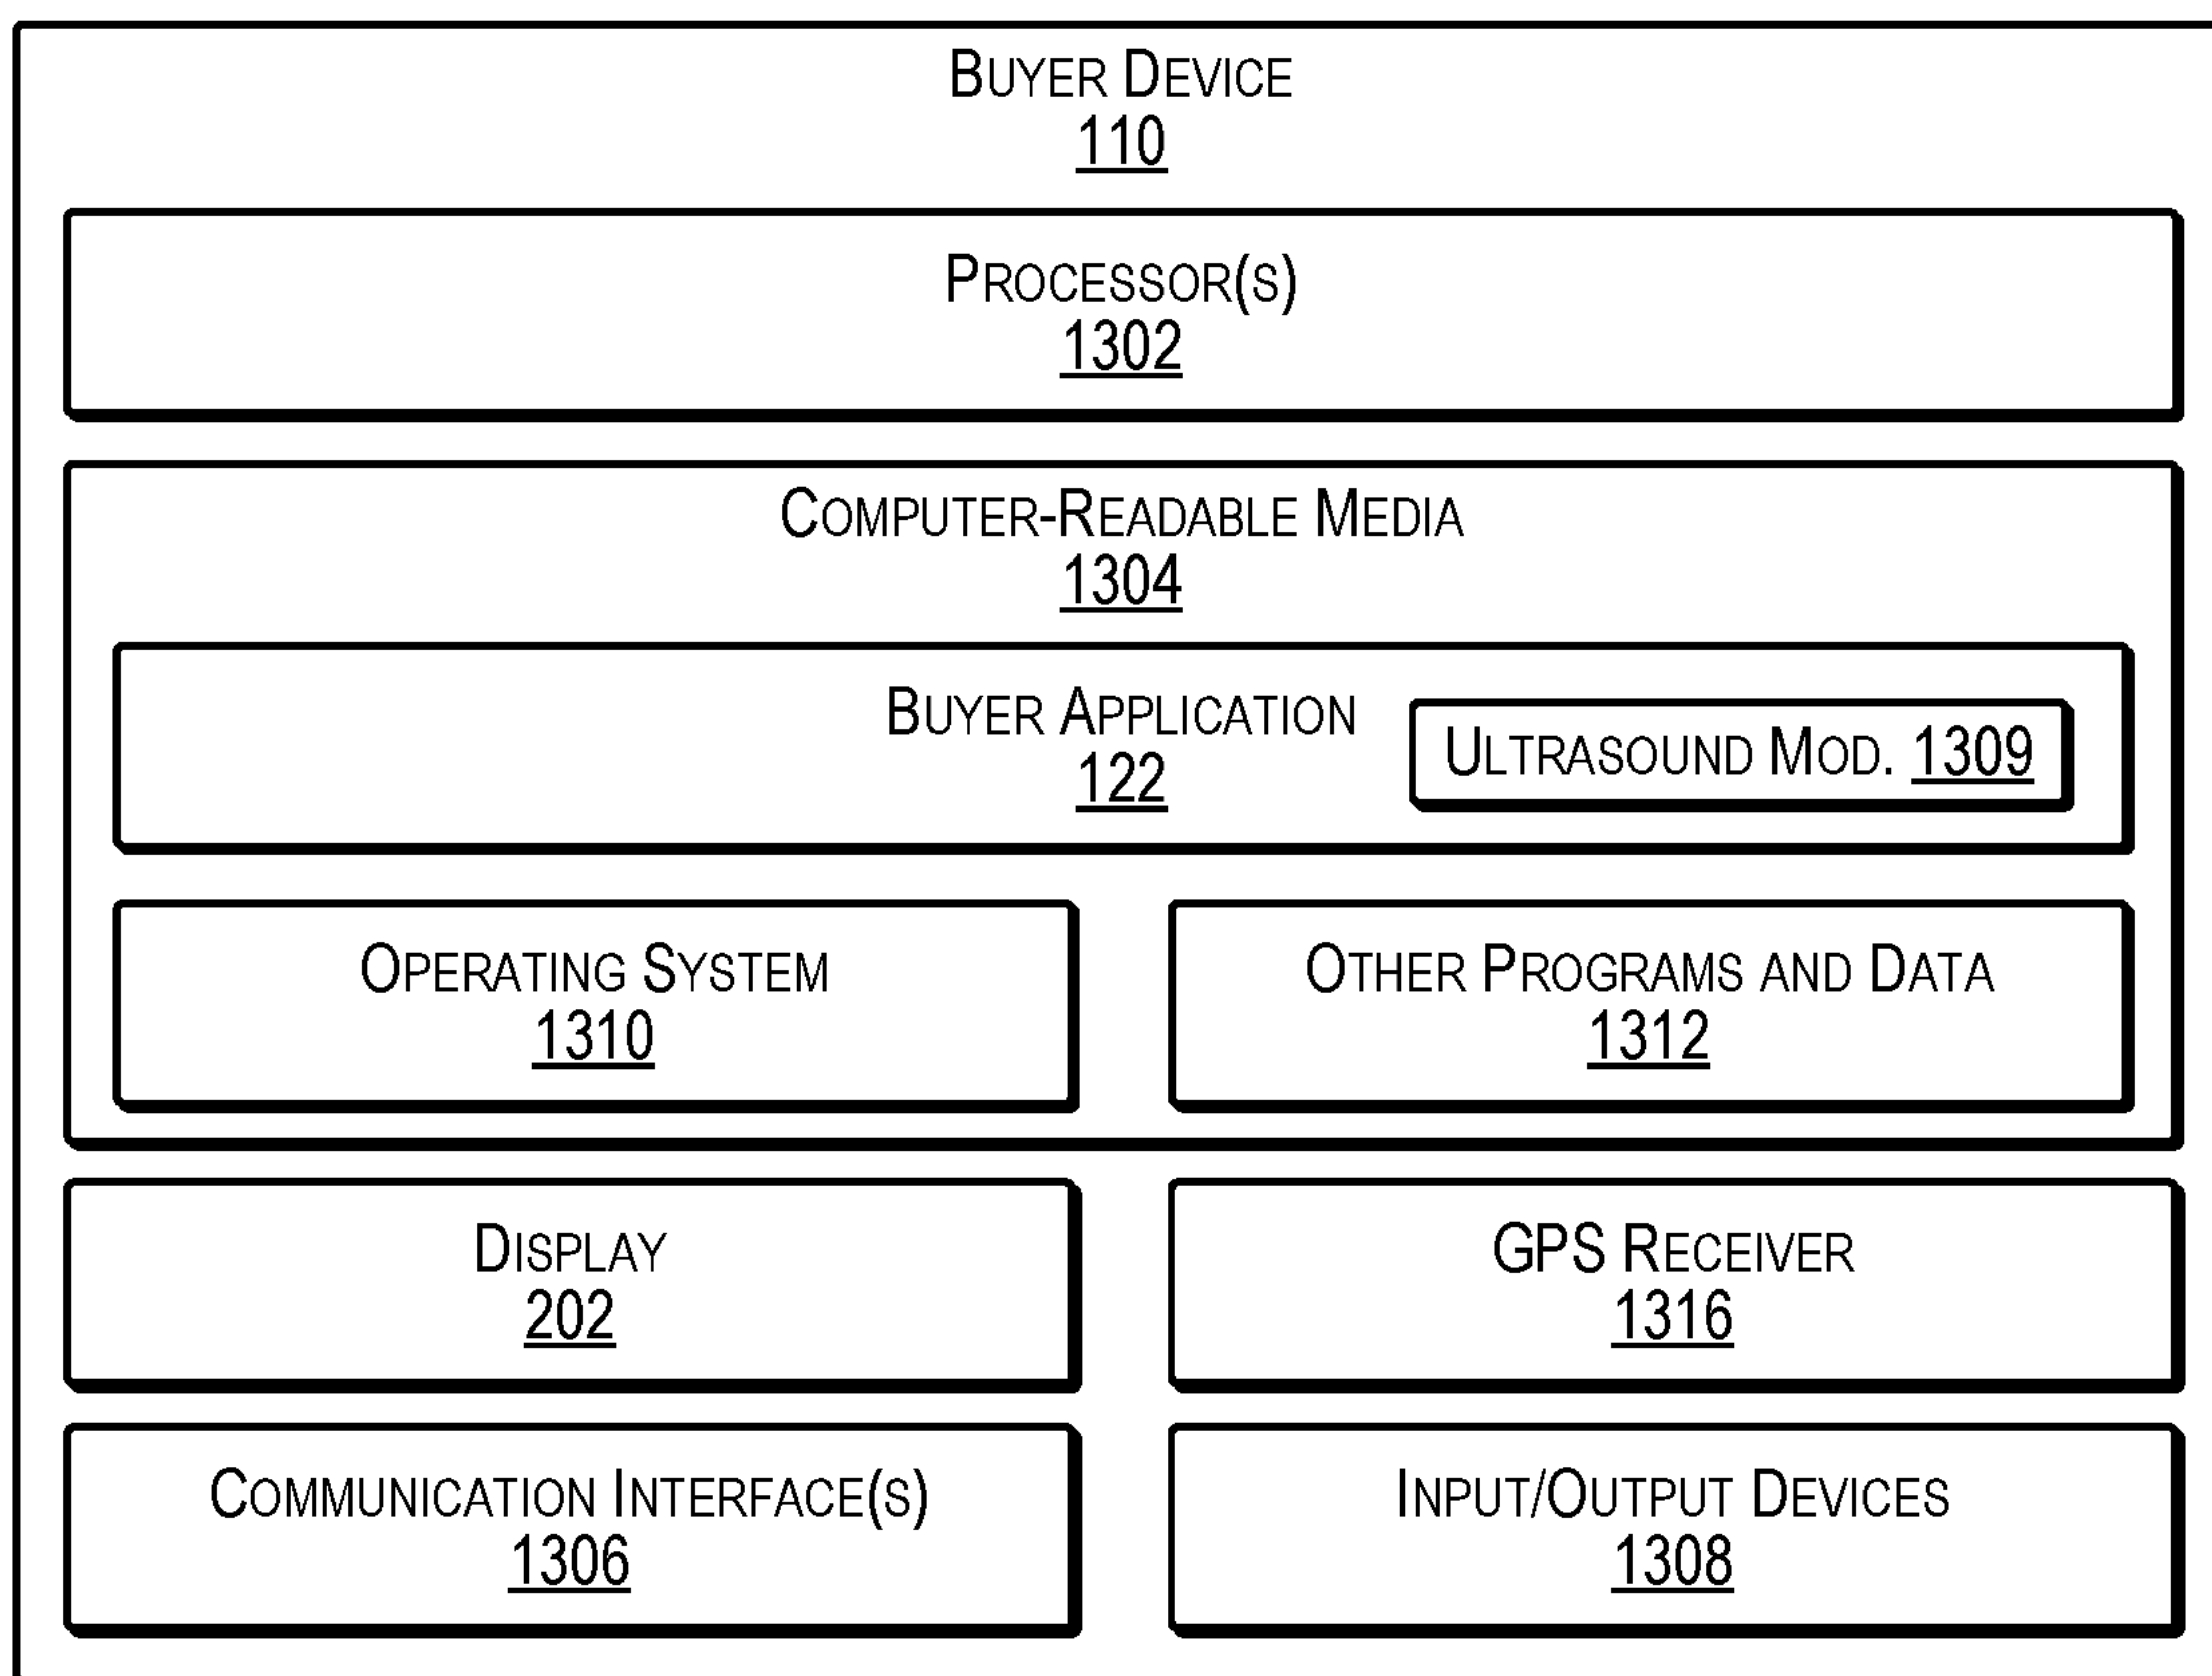 Buyer Device
110
Processor(s)
1302
Computer-Readable Media
1304
Buyer Application
122
Ultrasound Mod. 1309
Operating System
1310
Other Programs and Data
1312
Display
202
GPS Receiver
1316
Communication Interface(s)
1306
Input/Output Devices
1308